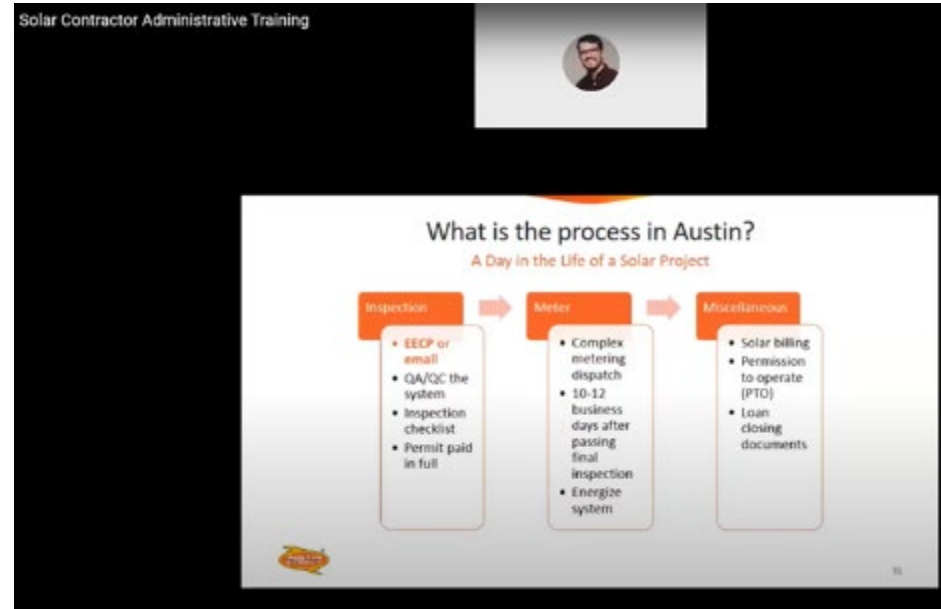 Solar Contractor Administrative Training
What is the process in Austin?
A Day in the Life of a Solar Project
Inspection
• EECP or
email
• QA/QC the
system
• Inspection
checklist
• Permit paid
in full
Meter
• Complex
metering
dispatch
• 10-12
business
days after
passing
final
inspection
• Energize
system
Miscellaneous
• Solar billing
• Permission
to operate
(PTO)
• Loan
closing
documents